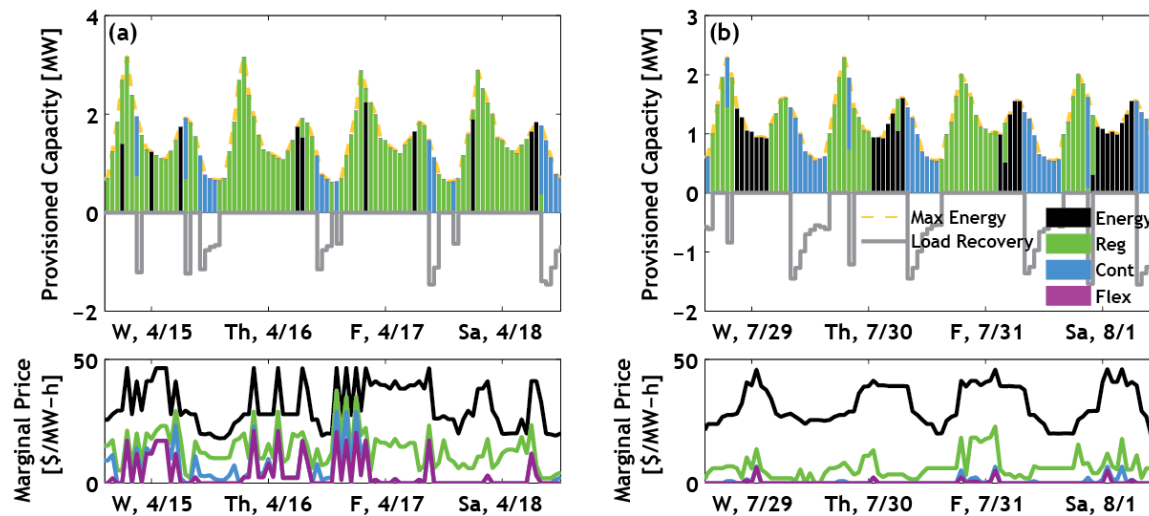 (a)
Provisioned Capacity [MW]
4
2
0
−2
W, 4/15 Th, 4/16 F, 4/17 Sa, 4/18
Marginal Price
[$/MW-h]
50
0
W, 4/15 Th, 4/16 F, 4/17 Sa, 4/18
(b)
Provisioned Capacity [MW]
3
2
1
0
−1
−2
Max Energy
Load Recovery
Energy
Reg
Cont
Flex
W, 7/29 Th, 7/30 F, 7/31 Sa, 8/1
Marginal Price
[$/MW-h]
50
0
W, 7/29 Th, 7/30 F, 7/31 Sa, 8/1